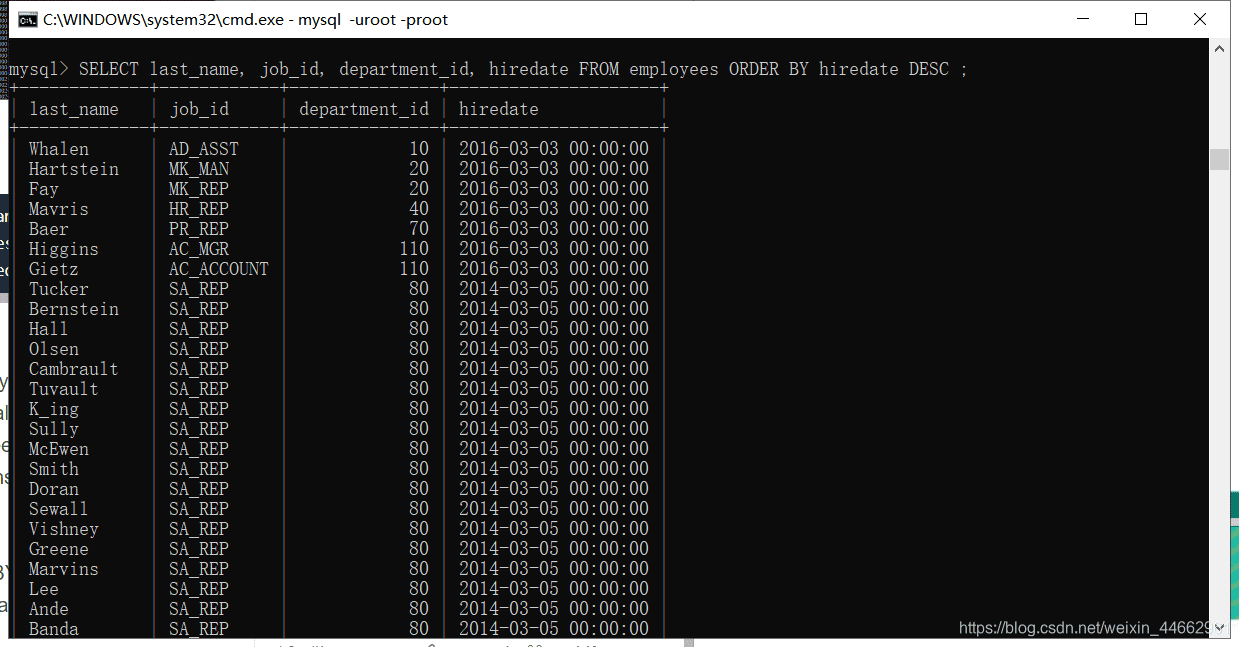 C:\WINDOWS\system32\cmd.exe - mysql  -uroot -proot
mysql> SELECT last_name, job_id, department_id, hiredate FROM employees ORDER BY hiredate DESC ;
+-------------+------------+---------------+---------------------+
| last_name   | job_id     | department_id | hiredate            |
+-------------+------------+---------------+---------------------+
| Whalen      | AD_ASST    |            10 | 2016-03-03 00:00:00 |
| Hartstein   | MK_MAN     |            20 | 2016-03-03 00:00:00 |
| Fay         | MK_REP     |            20 | 2016-03-03 00:00:00 |
| Mavris      | HR_REP     |            40 | 2016-03-03 00:00:00 |
| Baer        | PR_REP     |            70 | 2016-03-03 00:00:00 |
| Higgins     | AC_MGR     |           110 | 2016-03-03 00:00:00 |
| Gietz       | AC_ACCOUNT |           110 | 2016-03-03 00:00:00 |
| Tucker      | SA_REP     |            80 | 2014-03-05 00:00:00 |
| Bernstein   | SA_REP     |            80 | 2014-03-05 00:00:00 |
| Hall        | SA_REP     |            80 | 2014-03-05 00:00:00 |
| Olsen       | SA_REP     |            80 | 2014-03-05 00:00:00 |
| Cambrault   | SA_REP     |            80 | 2014-03-05 00:00:00 |
| Tuvault     | SA_REP     |            80 | 2014-03-05 00:00:00 |
| K_ing       | SA_REP     |            80 | 2014-03-05 00:00:00 |
| Sully       | SA_REP     |            80 | 2014-03-05 00:00:00 |
| McEwen      | SA_REP     |            80 | 2014-03-05 00:00:00 |
| Smith       | SA_REP     |            80 | 2014-03-05 00:00:00 |
| Doran       | SA_REP     |            80 | 2014-03-05 00:00:00 |
| Sewall      | SA_REP     |            80 | 2014-03-05 00:00:00 |
| Vishney     | SA_REP     |            80 | 2014-03-05 00:00:00 |
| Greene      | SA_REP     |            80 | 2014-03-05 00:00:00 |
| Marvins     | SA_REP     |            80 | 2014-03-05 00:00:00 |
| Lee         | SA_REP     |            80 | 2014-03-05 00:00:00 |
| Ande        | SA_REP     |            80 | 2014-03-05 00:00:00 |
| Banda       | SA_REP     |            80 | 2014-03-05 00:00:00 |